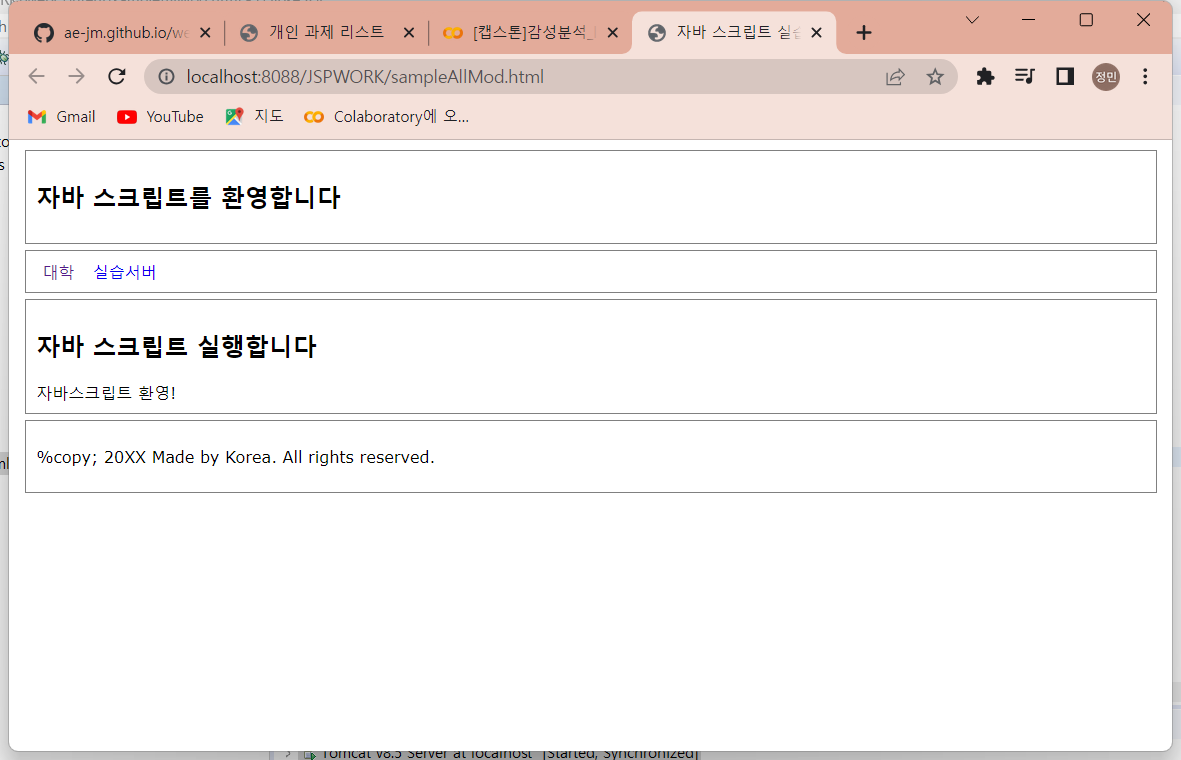 ae-jm.github.io/we
개인 과제 리스트
[캡스톤]감성분석_
자바 스크립트 실습
localhost:8088/JSPWORK/sampleAllMod.html
정민
Gmail YouTube 지도 Colaboratory에 오...
자바 스크립트를 환영합니다
대학 실습서버
자바 스크립트 실행합니다
자바스크립트 환영!
%copy; 20XX Made by Korea. All rights reserved.
Tomcat v8.5 Server at localhost [Started, Synchronized]